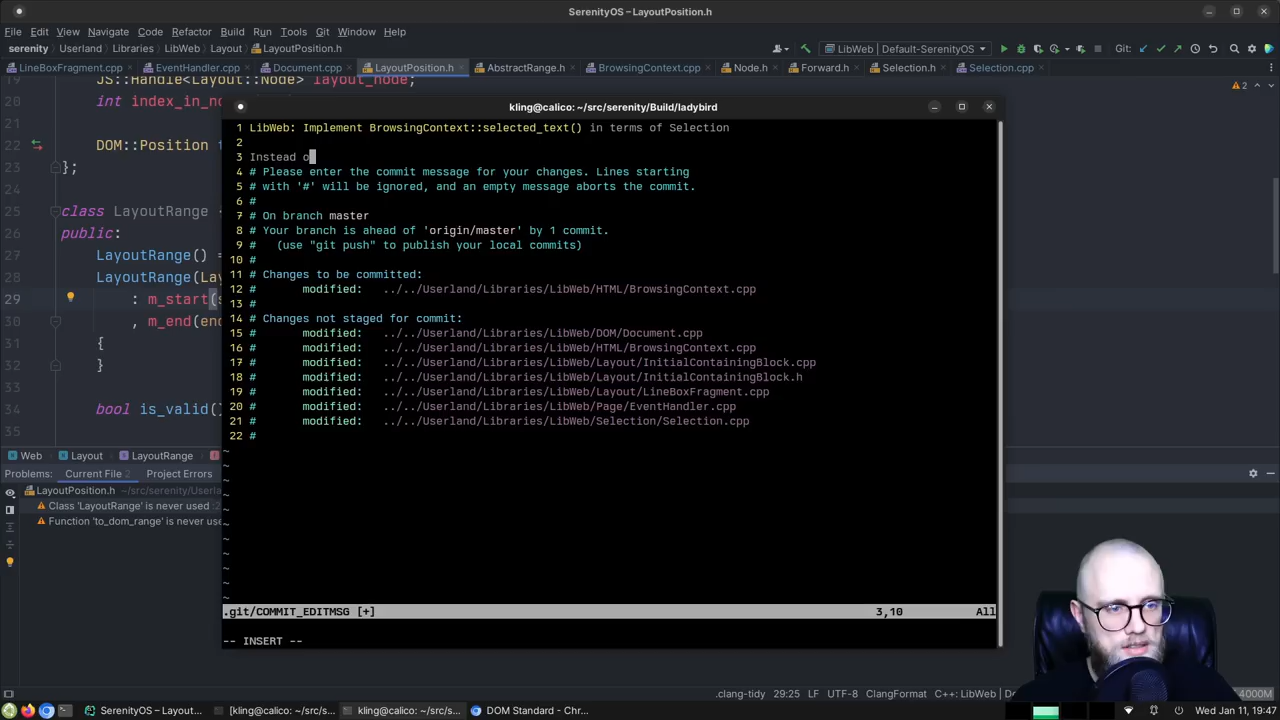 SerenityOS – LayoutPosition.h
File Edit View Navigate Code Refactor Build Run Tools Git Window Help
serenity Userland Libraries LibWeb Layout LayoutPosition.h
LibWeb | Default-SerenityOS
Git:
LineBoxFragment.cpp EventHandler.cpp Document.cpp LayoutPosition.h AbstractRange.h BrowsingContext.cpp Node.h Forward.h Selection.h Selection.cpp
19 JS::Handle<Layout::Node> layout_node;
20 int index_in_no
21
22 DOM::Position t
23 };
24
25 class LayoutRange
26 public:
27 LayoutRange() =
28 LayoutRange(La
29 : m_start(s
30 , m_end(end
31 {
32 }
33
34 bool is_valid()
35
2
kling@calico: ~/src/serenity/Build/ladybird
1 LibWeb: Implement BrowsingContext::selected_text() in terms of Selection
2
3 Instead o
4 # Please enter the commit message for your changes. Lines starting
5 # with '#' will be ignored, and an empty message aborts the commit.
6 #
7 # On branch master
8 # Your branch is ahead of 'origin/master' by 1 commit.
9 #   (use "git push" to publish your local commits)
10 #
11 # Changes to be committed:
12 #       modified:   ../../Userland/Libraries/LibWeb/HTML/BrowsingContext.cpp
13 #
14 # Changes not staged for commit:
15 #       modified:   ../../Userland/Libraries/LibWeb/DOM/Document.cpp
16 #       modified:   ../../Userland/Libraries/LibWeb/HTML/BrowsingContext.cpp
17 #       modified:   ../../Userland/Libraries/LibWeb/Layout/InitialContainingBlock.cpp
18 #       modified:   ../../Userland/Libraries/LibWeb/Layout/InitialContainingBlock.h
19 #       modified:   ../../Userland/Libraries/LibWeb/Layout/LineBoxFragment.cpp
20 #       modified:   ../../Userland/Libraries/LibWeb/Page/EventHandler.cpp
21 #       modified:   ../../Userland/Libraries/LibWeb/Selection/Selection.cpp
22 #
~
~
~
~
~
~
~
~
~
~
.git/COMMIT_EDITMSG [+] 3,10 All
-- INSERT --
Web Layout LayoutRange
Problems: Current File 2 Project Errors
LayoutPosition.h ~/src/serenity/Userla
Class 'LayoutRange' is never used :2
Function 'to_dom_range' is never use
.clang-tidy 29:25 LF UTF-8 ClangFormat C++: LibWeb | De 4000M
SerenityOS – Layout... [kling@calico: ~/src/s... kling@calico: ~/src/s... DOM Standard - Chr... Wed Jan 11, 19:47